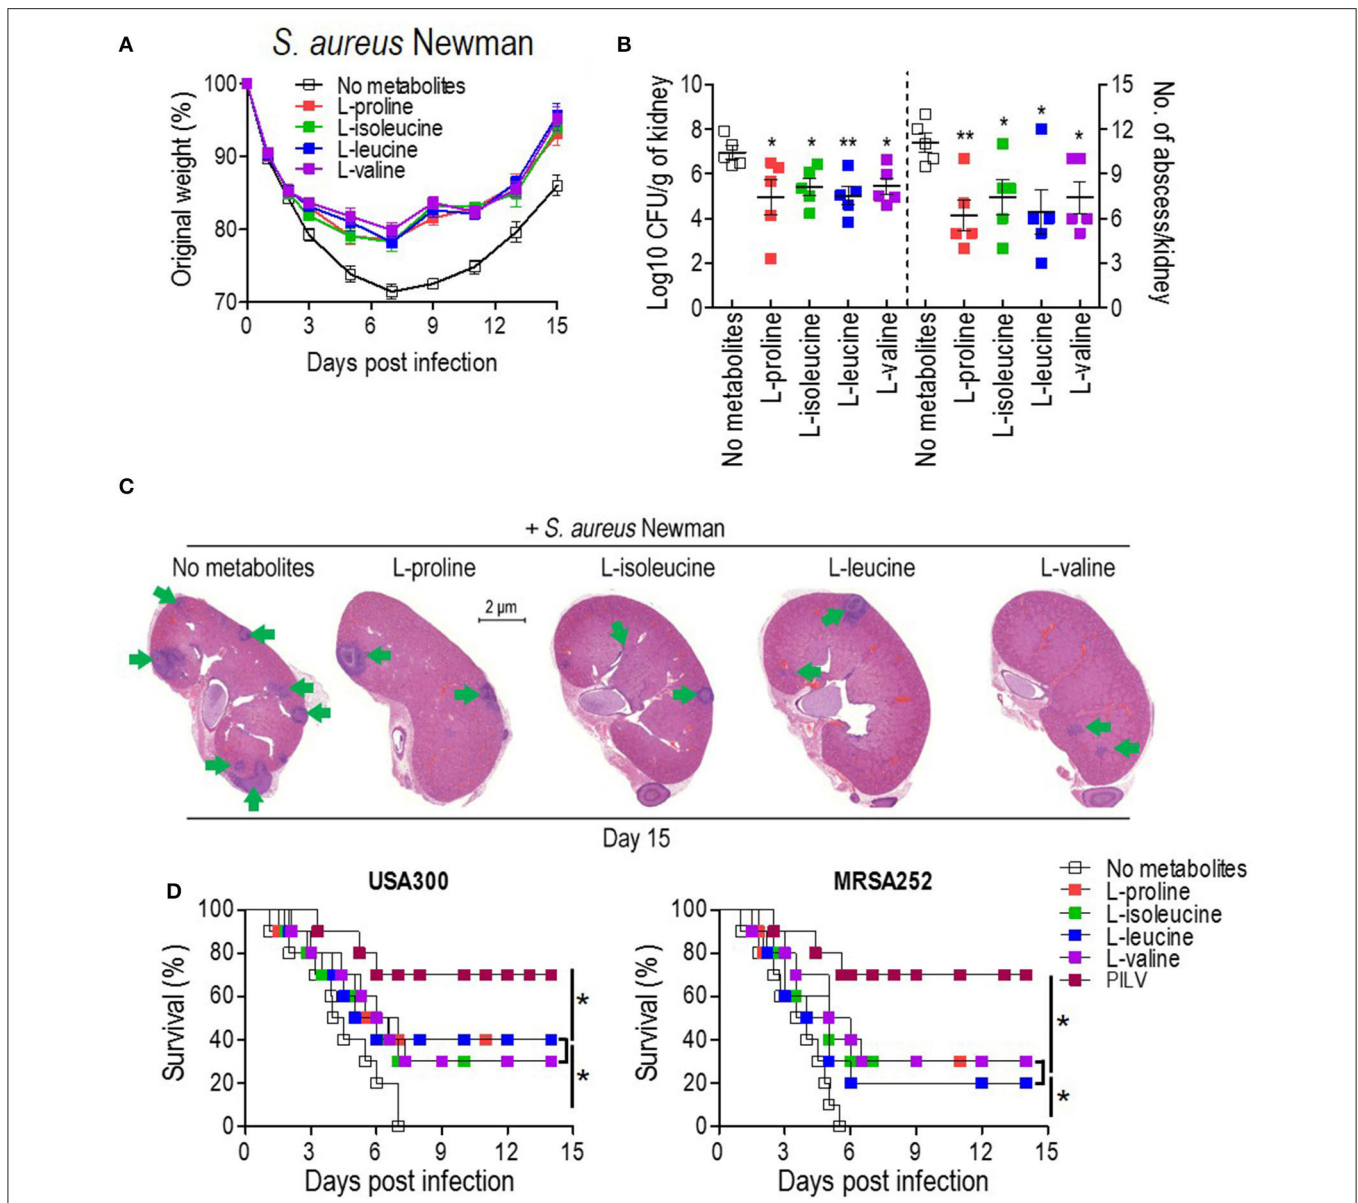 A
S. aureus Newman
100
90
80
70
Original weight (%)
No metabolites
L-proline
L-isoleucine
L-leucine
L-valine
0 3 6 9 12 15
Days post infection
B
10
8
6
4
2
0
Log10 CFU/g of kidney
* * ** *
** * * *
15
12
9
6
3
0
No. of abscess/kidney
No metabolites
L-proline
L-isoleucine
L-leucine
L-valine
No metabolites
L-proline
L-isoleucine
L-leucine
L-valine
C
+ S. aureus Newman
No metabolites L-proline L-isoleucine L-leucine L-valine
2 µm
Day 15
D
USA300
100
80
60
40
20
0
Survival (%)
*
*
0 3 6 9 12 15
Days post infection
MRSA252
100
80
60
40
20
0
Survival (%)
*
*
0 3 6 9 12 15
Days post infection
No metabolites
L-proline
L-isoleucine
L-leucine
L-valine
PILV